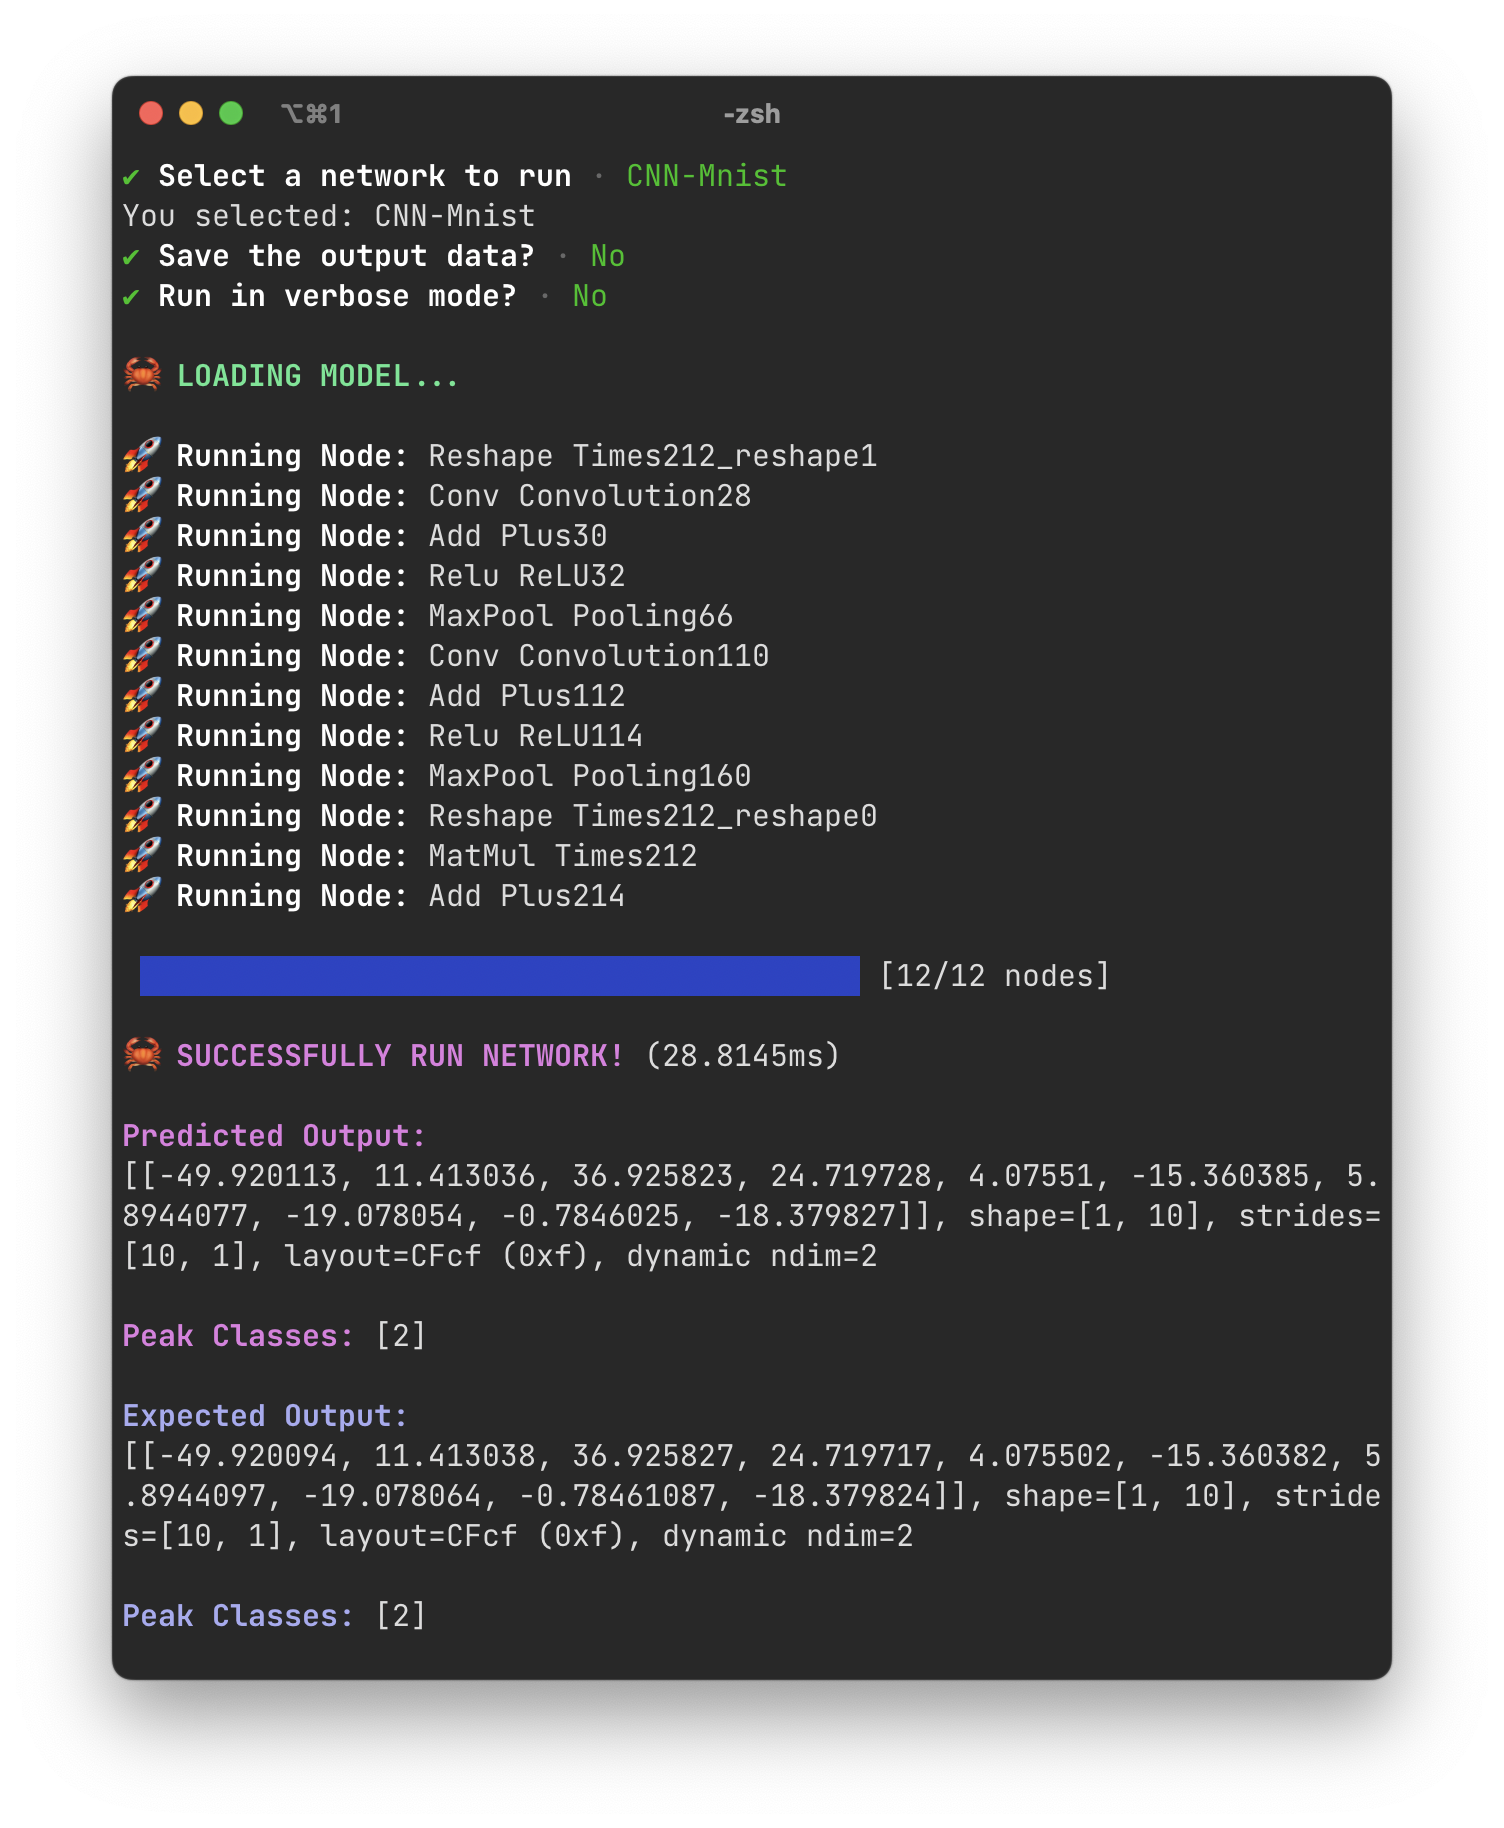 ⌥⌘1
-zsh
✔ Select a network to run · CNN-Mnist
You selected: CNN-Mnist
✔ Save the output data? · No
✔ Run in verbose mode? · No
🦀 LOADING MODEL...
🚀 Running Node: Reshape Times212_reshape1
🚀 Running Node: Conv Convolution28
🚀 Running Node: Add Plus30
🚀 Running Node: Relu ReLU32
🚀 Running Node: MaxPool Pooling66
🚀 Running Node: Conv Convolution110
🚀 Running Node: Add Plus112
🚀 Running Node: Relu ReLU114
🚀 Running Node: MaxPool Pooling160
🚀 Running Node: Reshape Times212_reshape0
🚀 Running Node: MatMul Times212
🚀 Running Node: Add Plus214
[12/12 nodes]
🦀 SUCCESSFULLY RUN NETWORK! (28.8145ms)
Predicted Output:
[[-49.920113, 11.413036, 36.925823, 24.719728, 4.07551, -15.360385, 5.
8944077, -19.078054, -0.7846025, -18.379827]], shape=[1, 10], strides=
[10, 1], layout=CFcf (0xf), dynamic ndim=2
Peak Classes: [2]
Expected Output:
[[-49.920094, 11.413038, 36.925827, 24.719717, 4.075502, -15.360382, 5
.8944097, -19.078064, -0.78461087, -18.379824]], shape=[1, 10], stride
s=[10, 1], layout=CFcf (0xf), dynamic ndim=2
Peak Classes: [2]